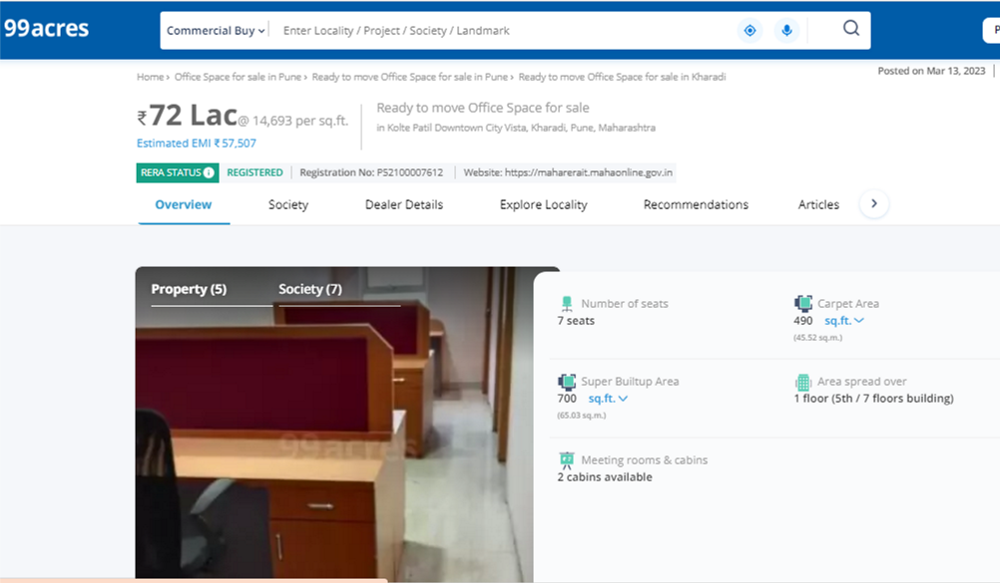 99acres
Commercial Buy Enter Locality / Project / Society / Landmark P
Home › Office Space for sale in Pune › Ready to move Office Space for sale in Pune › Ready to move Office Space for sale in Kharadi
Posted on Mar 13, 2023
₹72 Lac@ 14,693 per sq.ft.
Estimated EMI ₹57,507
Ready to move Office Space for sale
in Kolte Patil Downtown City Vista, Kharadi, Pune, Maharashtra
RERA STATUS REGISTERED Registration No: P52100007612 Website: https://maharerait.mahaonline.gov.in
Overview Society Dealer Details Explore Locality Recommendations Articles
Property (5) Society (7)
99acres
Number of seats
7 seats
Carpet Area
490 sq.ft.
(45.52 sq.m.)
Super Builtup Area
700 sq.ft.
(65.03 sq.m.)
Area spread over
1 floor (5th / 7 floors building)
Meeting rooms & cabins
2 cabins available